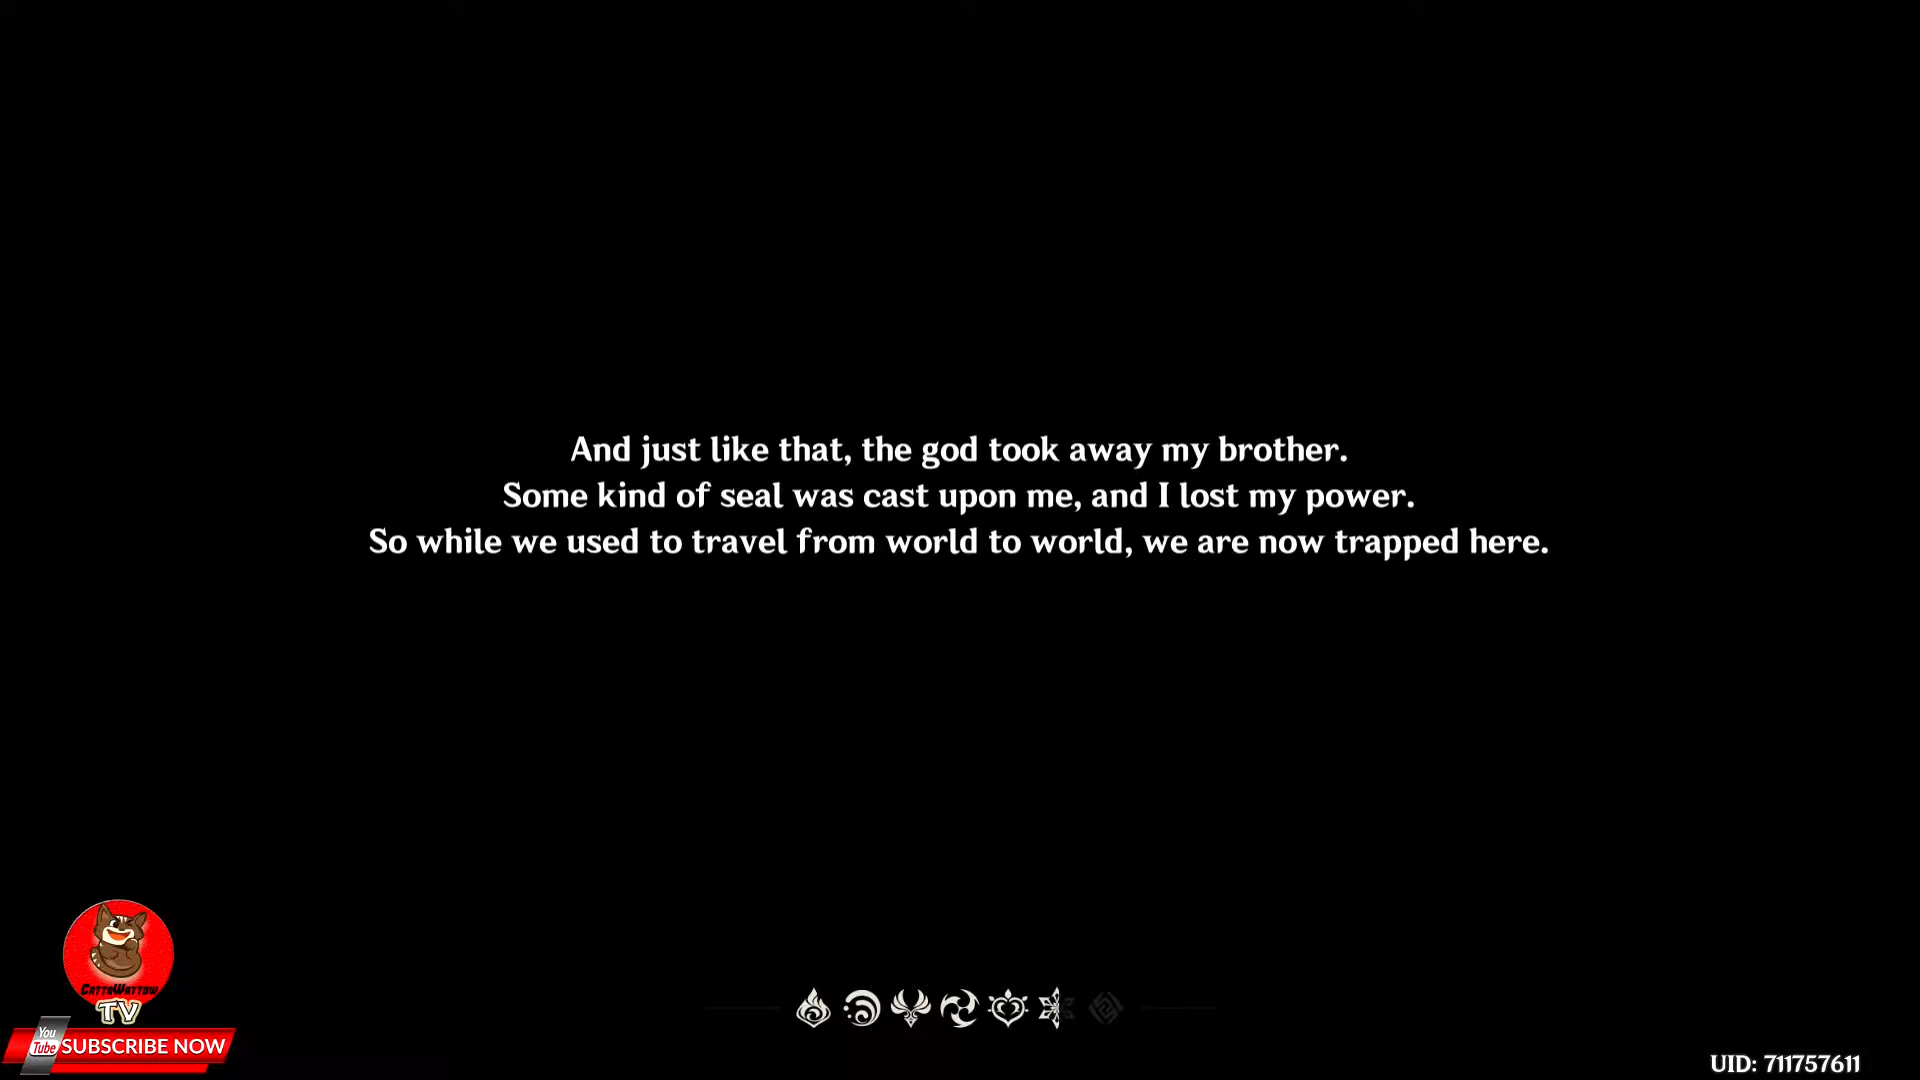 And just like that, the god took away my brother.
Some kind of seal was cast upon me, and I lost my power.
So while we used to travel from world to world, we are now trapped here.
CattoWattow
TV
You
Tube
SUBSCRIBE NOW
UID: 711757611